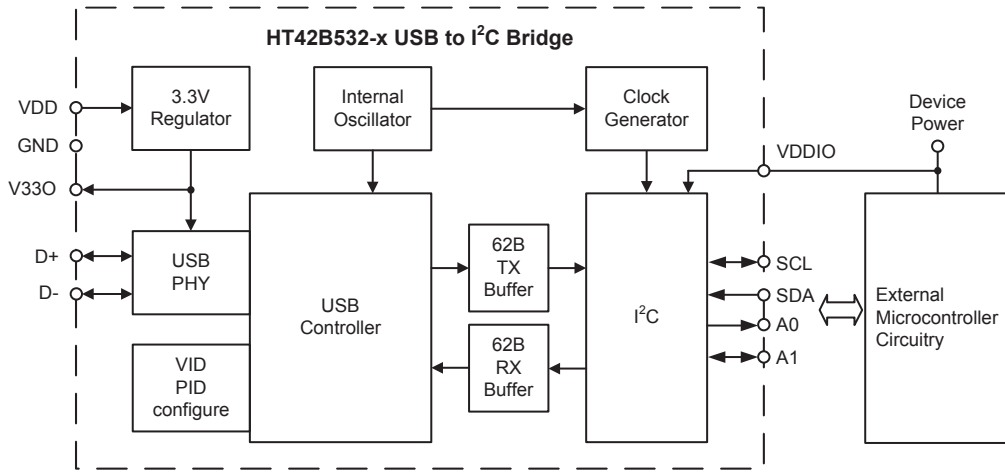 HT42B532-x USB to I²C Bridge
VDD
GND
V33O
D+
D-
3.3V
Regulator
Internal
Oscillator
Clock
Generator
USB
PHY
VID
PID
configure
USB
Controller
62B
TX
Buffer
62B
RX
Buffer
I²C
VDDIO
SCL
SDA
A0
A1
Device
Power
External
Microcontroller
Circuitry